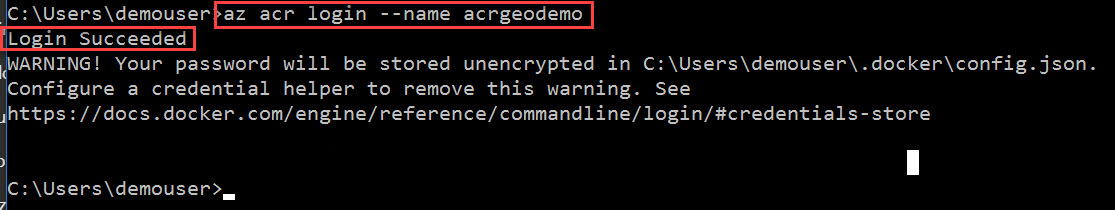 C:\Users\demouser>az acr login --name acrgeodemo
Login Succeeded
WARNING! Your password will be stored unencrypted in C:\Users\demouser\.docker\config.json.
Configure a credential helper to remove this warning. See
https://docs.docker.com/engine/reference/commandline/login/#credentials-store
C:\Users\demouser>